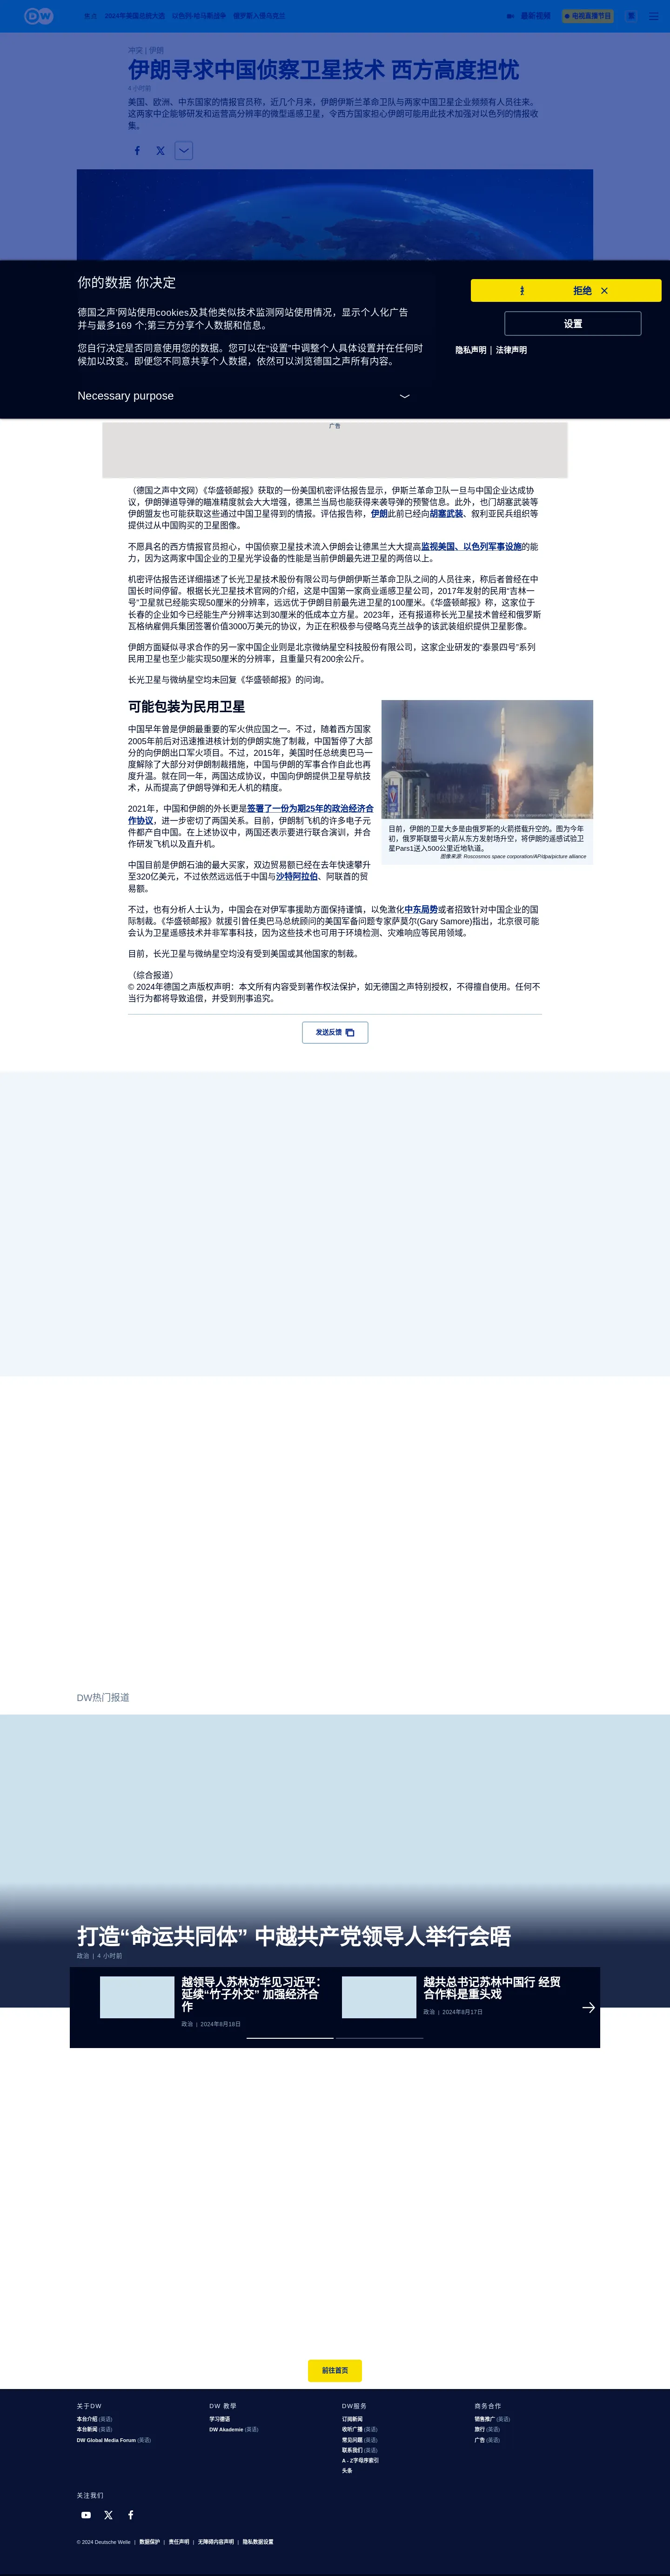 DW
2024年美国总统大选 以色列-哈马斯战争 俄罗斯入侵乌克兰
最新视频
电视直播节目
冲突 | 伊朗
伊朗寻求中国侦察卫星技术 西方高度担忧
4 小时前
美国、欧洲、中东国家的情报官员称，近几个月来，伊朗伊斯兰革命卫队与两家中国卫星企业频频有人员往来。
这两家中企能够研发和运营高分辨率的微型遥感卫星，令西方国家担心伊朗可能用此技术加强对以色列的情报收
集。
你的数据 你决定
德国之声'网站使用cookies及其他类似技术监测网站使用情况，显示个人化广告
并与最多169 个;第三方分享个人数据和信息。
您自行决定是否同意使用您的数据。您可以在“设置”中调整个人具体设置并在任何时
候加以改变。即便您不同意共享个人数据，依然可以浏览德国之声所有内容。
Necessary purpose
拒绝
设置
隐私声明 | 法律声明
广告
（德国之声中文网）《华盛顿邮报》获取的一份美国机密评估报告显示，伊斯兰革命卫队一旦与中国企业达成协
议，伊朗弹道导弹的瞄准精度就会大大增强，德黑兰当局也能获得来袭导弹的预警信息。此外，也门胡塞武装等
伊朗盟友也可能获取这些通过中国卫星得到的情报。评估报告称，伊朗此前已经向胡塞武装、叙利亚民兵组织等
提供过从中国购买的卫星图像。
不愿具名的西方情报官员担心，中国侦察卫星技术流入伊朗会让德黑兰大大提高监视美国、以色列军事设施的能
力，因为这两家中国企业的卫星光学设备的性能是当前伊朗最先进卫星的两倍以上。
机密评估报告还详细描述了长光卫星技术股份有限公司与伊朗伊斯兰革命卫队之间的人员往来，称后者曾经在中
国长时间停留。根据长光卫星技术官网的介绍，这是中国第一家商业遥感卫星公司，2017年发射的民用“吉林一
号”卫星就已经能实现50厘米的分辨率，远远优于伊朗目前最先进卫星的100厘米。《华盛顿邮报》称，这家位于
长春的企业如今已经能生产分辨率达到30厘米的低成本立方星。2023年，还有报道称长光卫星技术曾经和俄罗斯
瓦格纳雇佣兵集团签署价值3000万美元的协议，为正在积极参与侵略乌克兰战争的该武装组织提供卫星影像。
伊朗方面疑似寻求合作的另一家中国企业则是北京微纳星空科技股份有限公司，这家企业研发的“泰景四号”系列
民用卫星也至少能实现50厘米的分辨率，且重量只有200余公斤。
长光卫星与微纳星空均未回复《华盛顿邮报》的问询。
可能包装为民用卫星
中国早年曾是伊朗最重要的军火供应国之一。不过，随着西方国家
2005年前后对迅速推进核计划的伊朗实施了制裁，中国暂停了大部
分的向伊朗出口军火项目。不过，2015年，美国时任总统奥巴马一
度解除了大部分对伊朗制裁措施，中国与伊朗的军事合作自此也再
度升温。就在同一年，两国达成协议，中国向伊朗提供卫星导航技
术，从而提高了伊朗导弹和无人机的精度。
目前，伊朗的卫星大多是由俄罗斯的火箭搭载升空的。图为今年
初，俄罗斯联盟号火箭从东方发射场升空，将伊朗的遥感试验卫
星Pars1送入500公里近地轨道。
图像来源: Roscosmos space corporation/AP/dpa/picture alliance
2021年，中国和伊朗的外长更是签署了一份为期25年的政治经济合
作协议，进一步密切了两国关系。目前，伊朗制飞机的许多电子元
件都产自中国。在上述协议中，两国还表示要进行联合演训，并合
作研发飞机以及直升机。
中国目前是伊朗石油的最大买家，双边贸易额已经在去年快速攀升
至320亿美元，不过依然远远低于中国与沙特阿拉伯、阿联酋的贸
易额。
不过，也有分析人士认为，中国会在对伊军事援助方面保持谨慎，以免激化中东局势或者招致针对中国企业的国
际制裁。《华盛顿邮报》就援引曾任奥巴马总统顾问的美国军备问题专家萨莫尔(Gary Samore)指出，北京很可能
会认为卫星遥感技术并非军事科技，因为这些技术也可用于环境检测、灾难响应等民用领域。
目前，长光卫星与微纳星空均没有受到美国或其他国家的制裁。
（综合报道）
© 2024年德国之声版权声明：本文所有内容受到著作权法保护，如无德国之声特别授权，不得擅自使用。任何不
当行为都将导致追偿，并受到刑事追究。
发送反馈
DW热门报道
打造“命运共同体” 中越共产党领导人举行会晤
政治 | 4 小时前
越领导人苏林访华见习近平：
延续“竹子外交” 加强经济合
作
政治 | 2024年8月18日
越共总书记苏林中国行 经贸
合作料是重头戏
政治 | 2024年8月17日
前往首页
关于DW
本台介绍 (英语)
本台新闻 (英语)
DW Global Media Forum (英语)
DW 教學
学习德语
DW Akademie (英语)
DW服务
订阅新闻
收听广播 (英语)
常见问题 (英语)
联系我们 (英语)
A - Z字母序索引
头条
商务合作
销售推广 (英语)
旅行 (英语)
广告 (英语)
关注我们
© 2024 Deutsche Welle | 数据保护 | 责任声明 | 无障碍内容声明 | 隐私数据设置